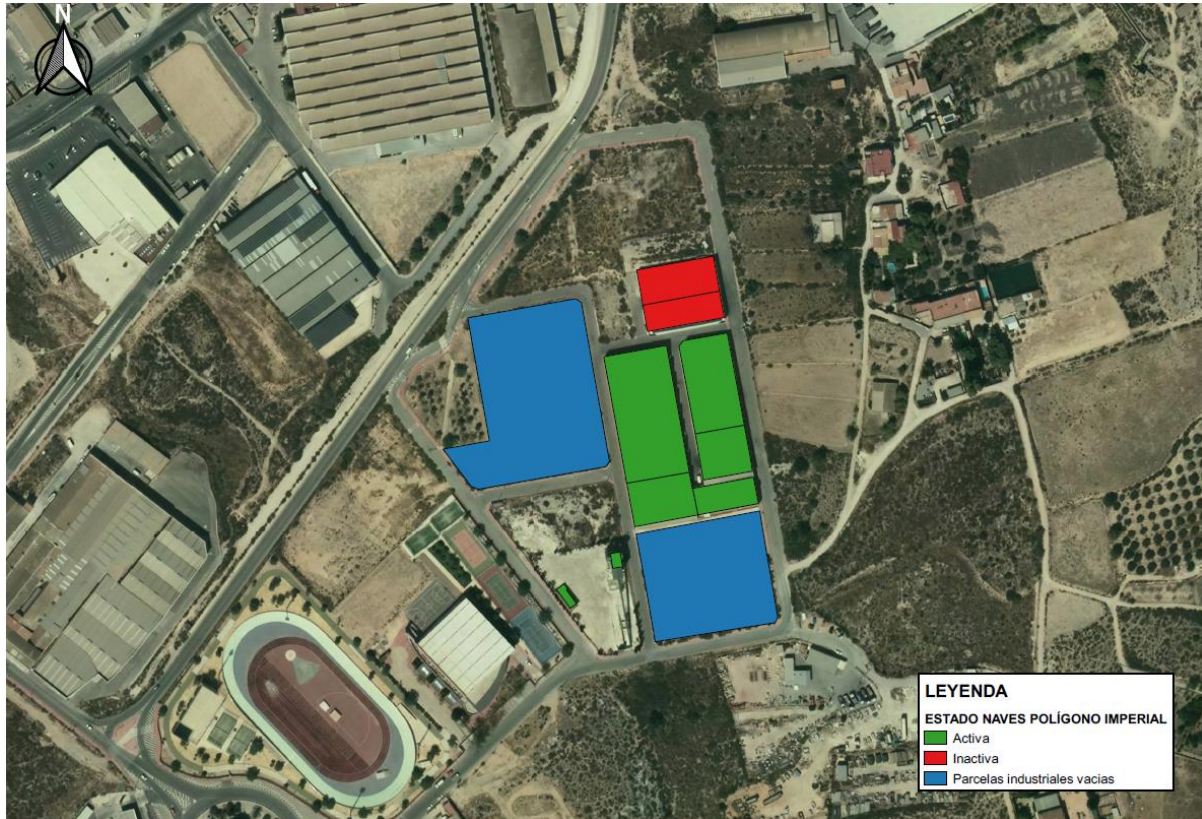 N
LEYENDA
ESTADO NAVES POLÍGONO IMPERIAL
Activa
Inactiva
Parcelas industriales vacias